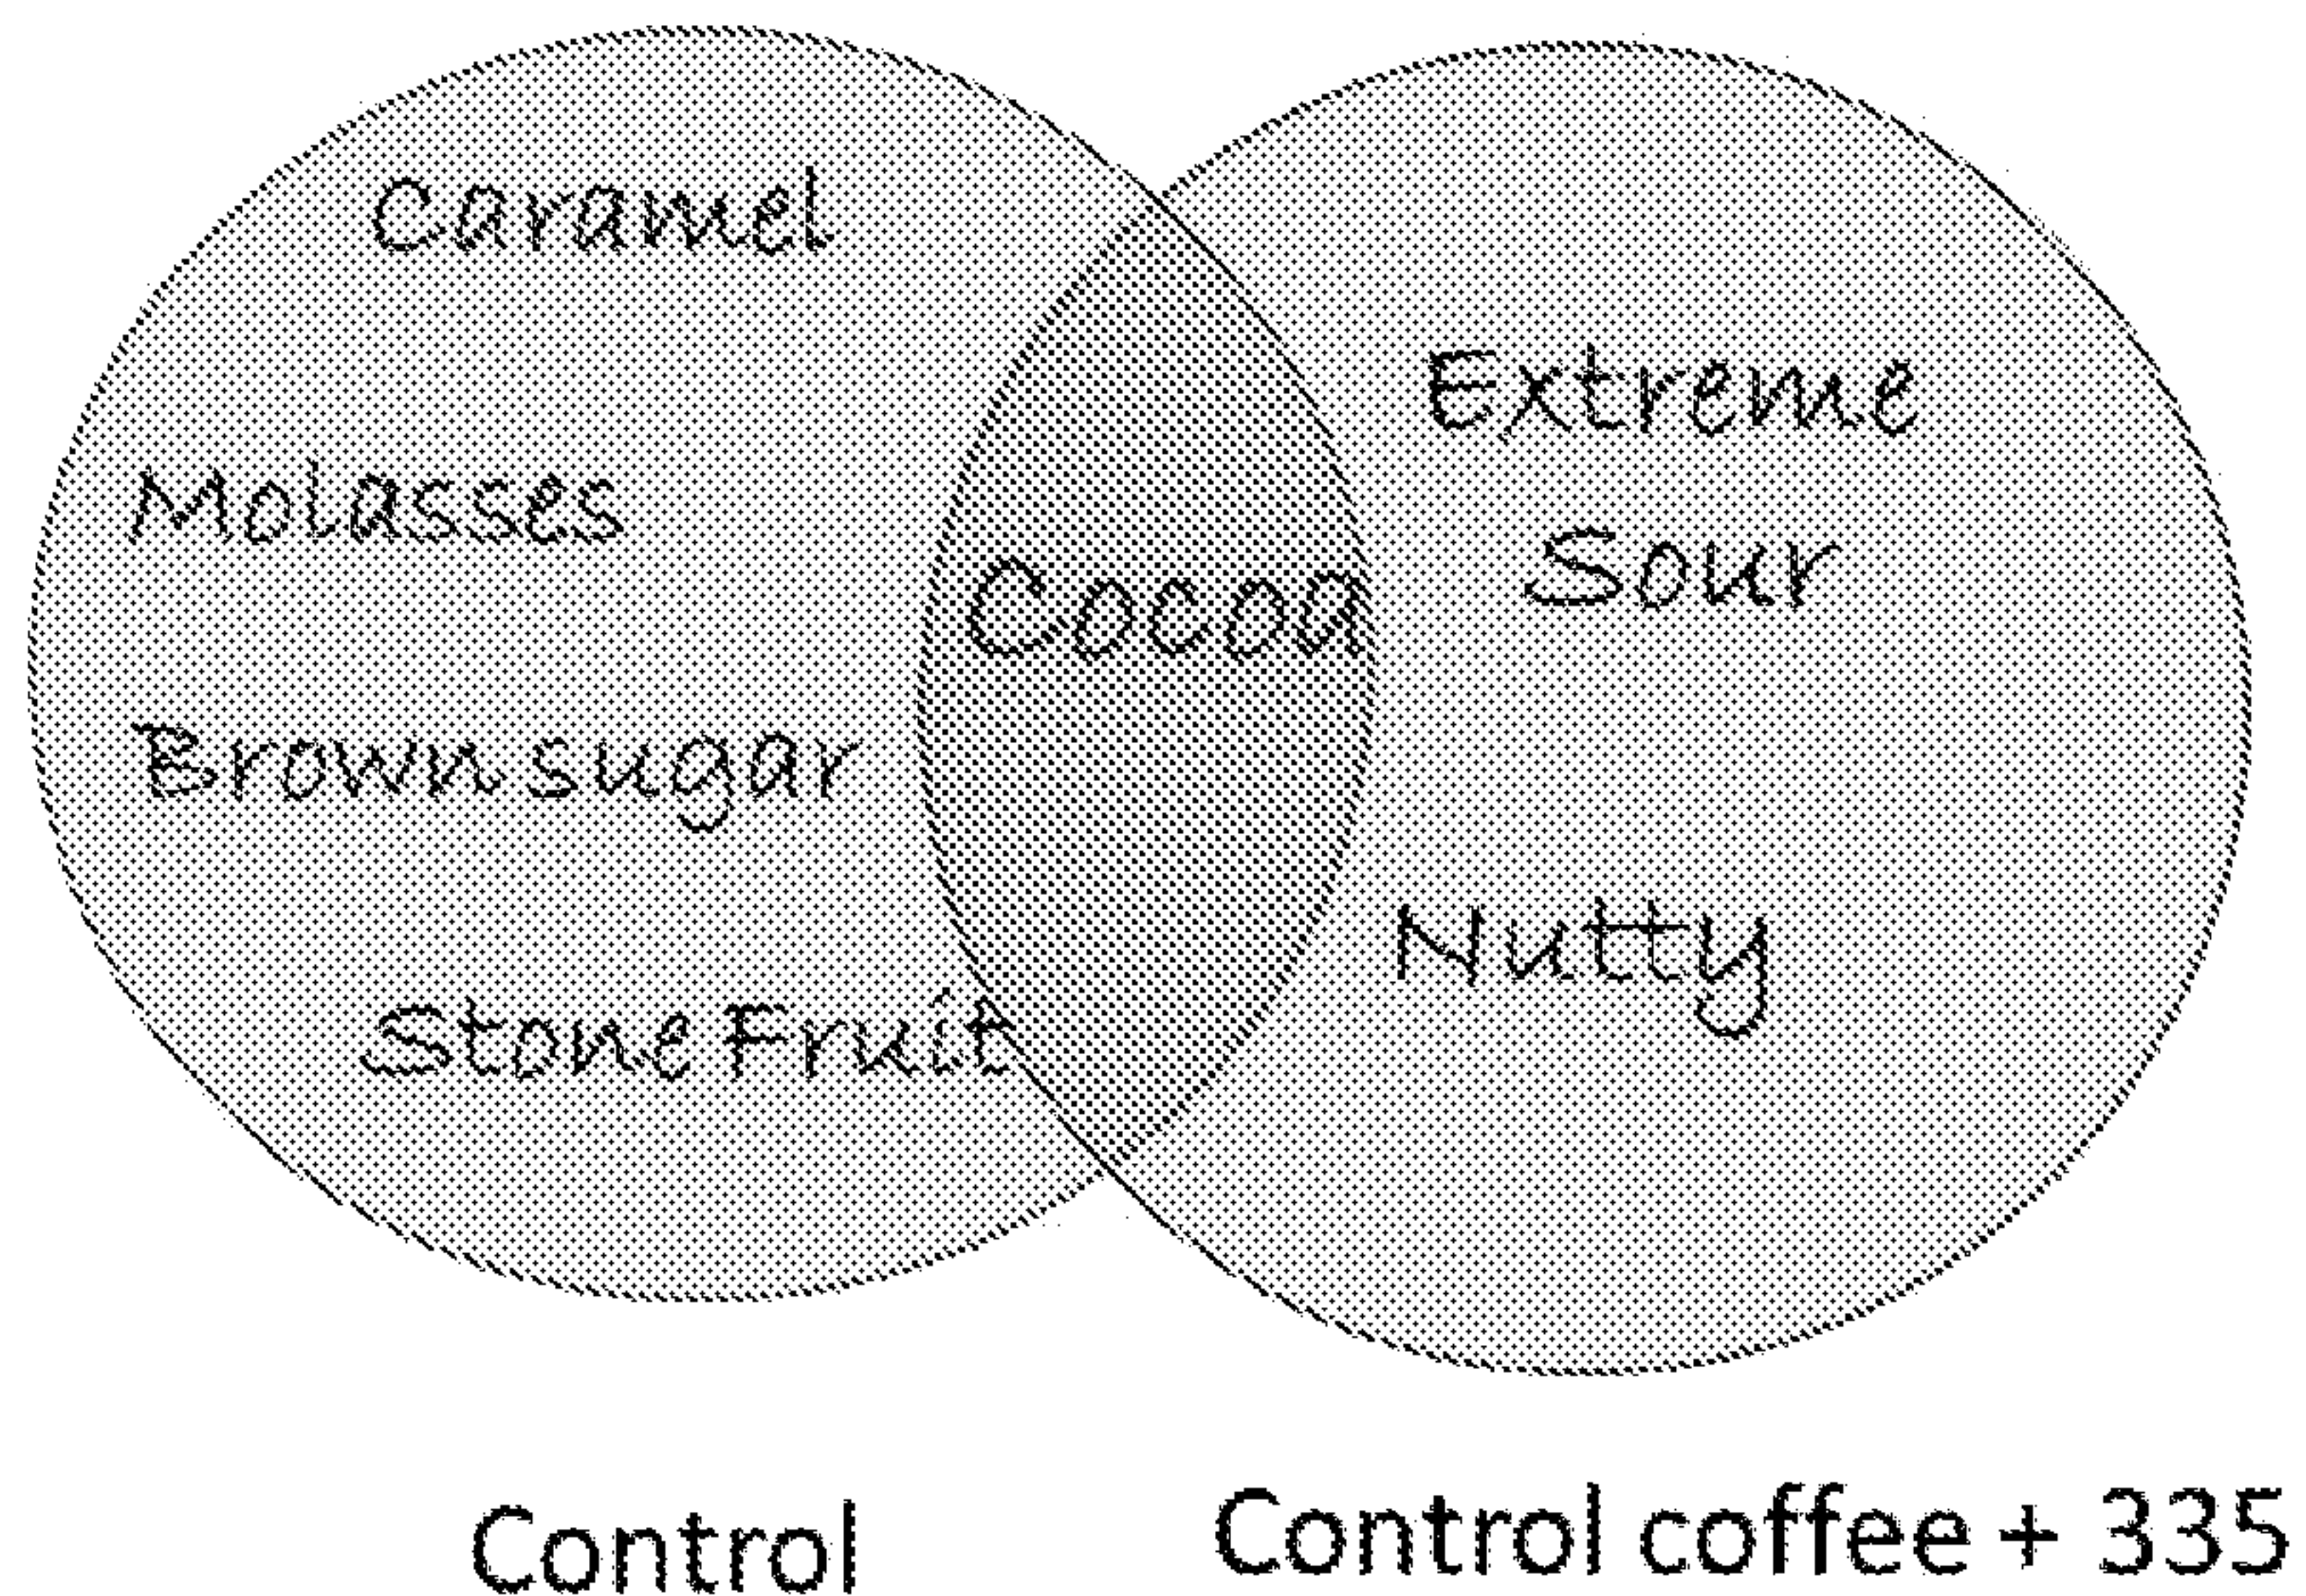 Caramel
Molasses
Brown sugar
Stone Fruit
Cocoa
Extreme
Sour
Nutty
Control
Control coffee + 335